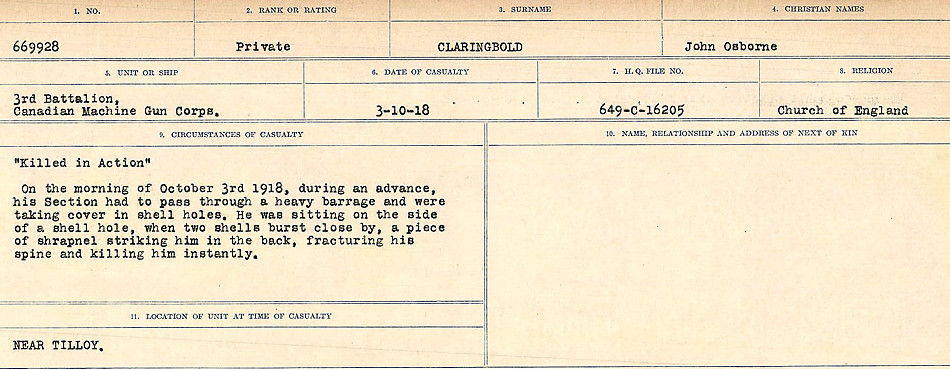 1. NO. 2. RANK OR RATING 3. SURNAME 4. CHRISTIAN NAMES
669928 Private CLARINGBOLD John Osborne
5. UNIT OR SHIP 6. DATE OF CASUALTY 7. H. Q. FILE NO. 8. RELIGION
3rd Battalion,
Canadian Machine Gun Corps. 3-10-18 649-C-16205 Church of England
9. CIRCUMSTANCES OF CASUALTY 10. NAME, RELATIONSHIP AND ADDRESS OF NEXT OF KIN
"Killed in Action"
On the morning of October 3rd 1918, during an advance,
his Section had to pass through a heavy barrage and were
taking cover in shell holes. He was sitting on the side
of a shell hole, when two shells burst close by, a piece
of shrapnel striking him in the back, fracturing his
spine and killing him instantly.
11. LOCATION OF UNIT AT TIME OF CASUALTY
NEAR TILLOY.